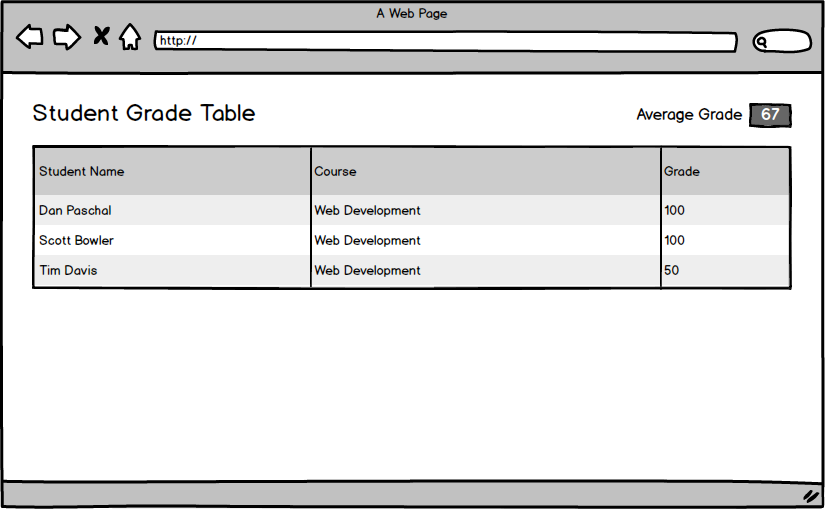 A Web Page
http://
Student Grade Table
Average Grade 67
Student Name Course Grade
Dan Paschal Web Development 100
Scott Bowler Web Development 100
Tim Davis Web Development 50